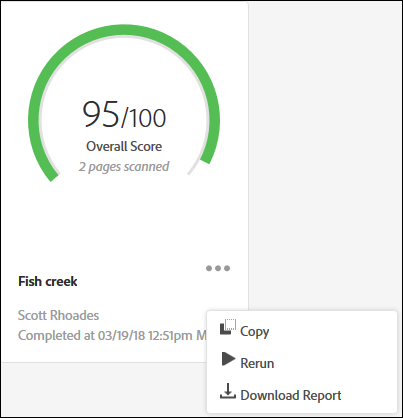 95/100
Overall Score
2 pages scanned
Fish creek
Scott Rhoades
Completed at 03/19/18 12:51pm M
Copy
Rerun
Download Report